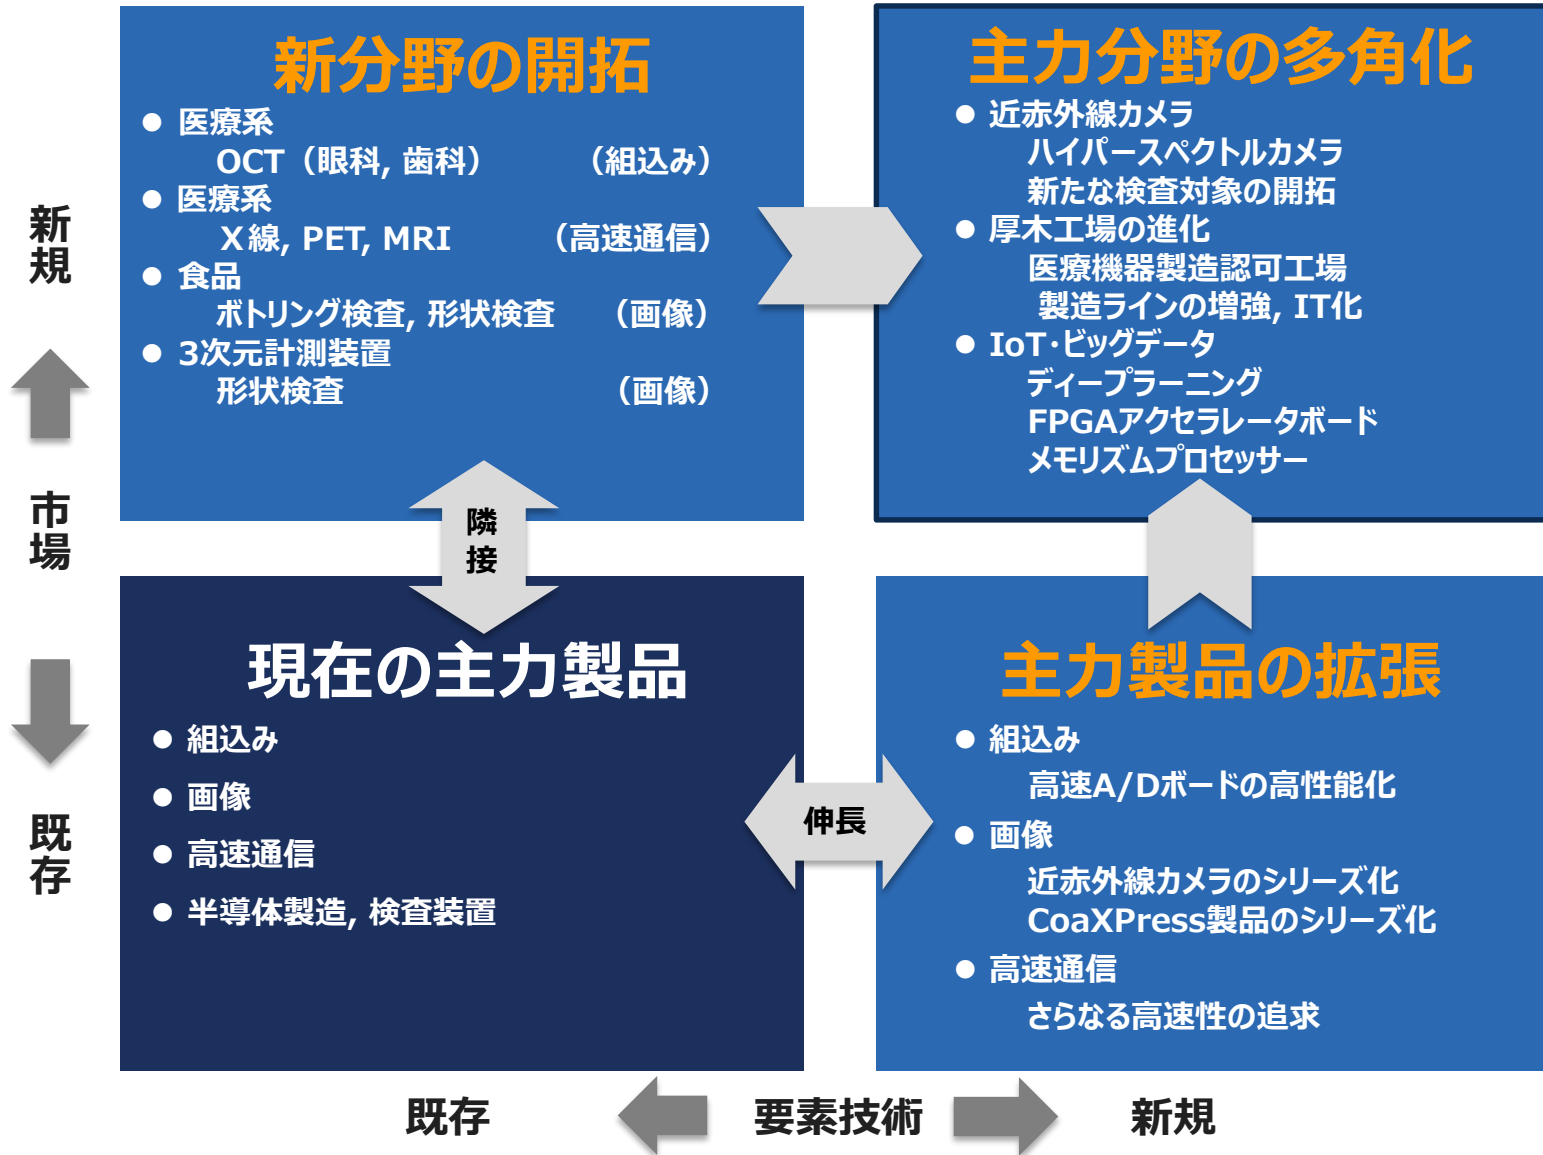 新分野の開拓
● 医療系
OCT（眼科, 歯科） （組込み）
● 医療系
X線, PET, MRI （高速通信）
● 食品
ボトリング検査, 形状検査 （画像）
● 3次元計測装置
形状検査 （画像）
主力分野の多角化
● 近赤外線カメラ
ハイパースペクトルカメラ
新たな検査対象の開拓
● 厚木工場の進化
医療機器製造認可工場
製造ラインの増強, IT化
● IoT・ビッグデータ
ディープラーニング
FPGAアクセラレータボード
メモリズムプロセッサー
新規
市場
既存
隣接
現在の主力製品
● 組込み
● 画像
● 高速通信
● 半導体製造, 検査装置
伸長
主力製品の拡張
● 組込み
高速A/Dボードの高性能化
● 画像
近赤外線カメラのシリーズ化
CoaXPress製品のシリーズ化
● 高速通信
さらなる高速性の追求
既存 要素技術 新規